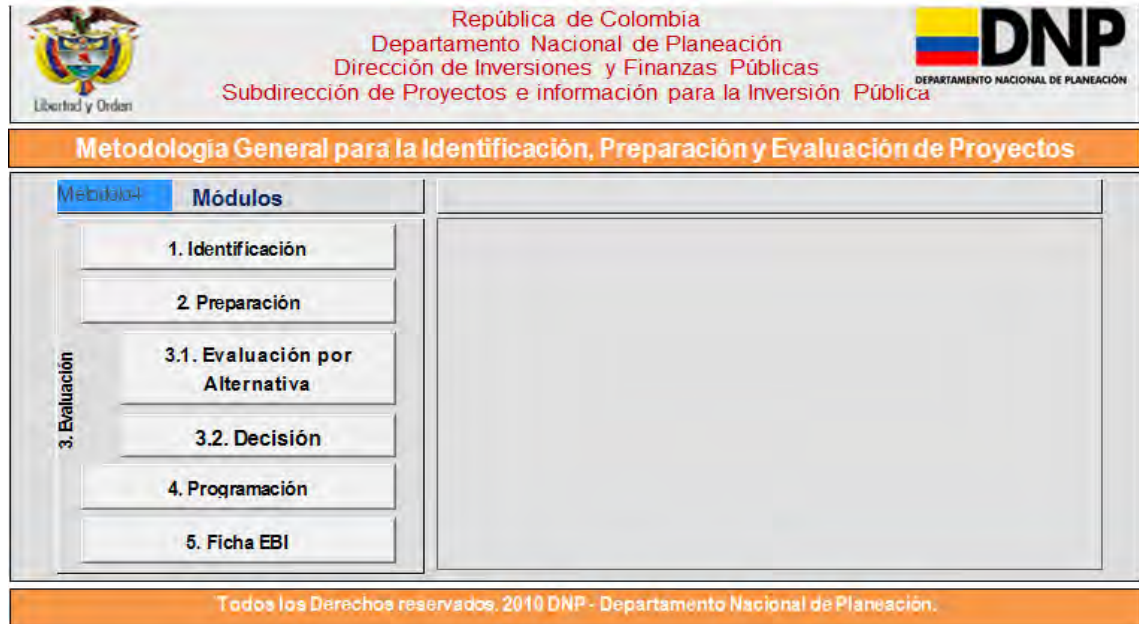 República de Colombia
Departamento Nacional de Planeación
Dirección de Inversiones y Finanzas Públicas
Subdirección de Proyectos e información para la Inversión Pública
Libertad y Orden
DNP
DEPARTAMENTO NACIONAL DE PLANEACIÓN
Metodología General para la Identificación, Preparación y Evaluación de Proyectos
Módulos
1. Identificación
2. Preparación
3. Evaluación
3.1. Evaluación por
Alternativa
3.2. Decisión
4. Programación
5. Ficha EBI
Todos los Derechos reservados. 2010 DNP - Departamento Nacional de Planeación.